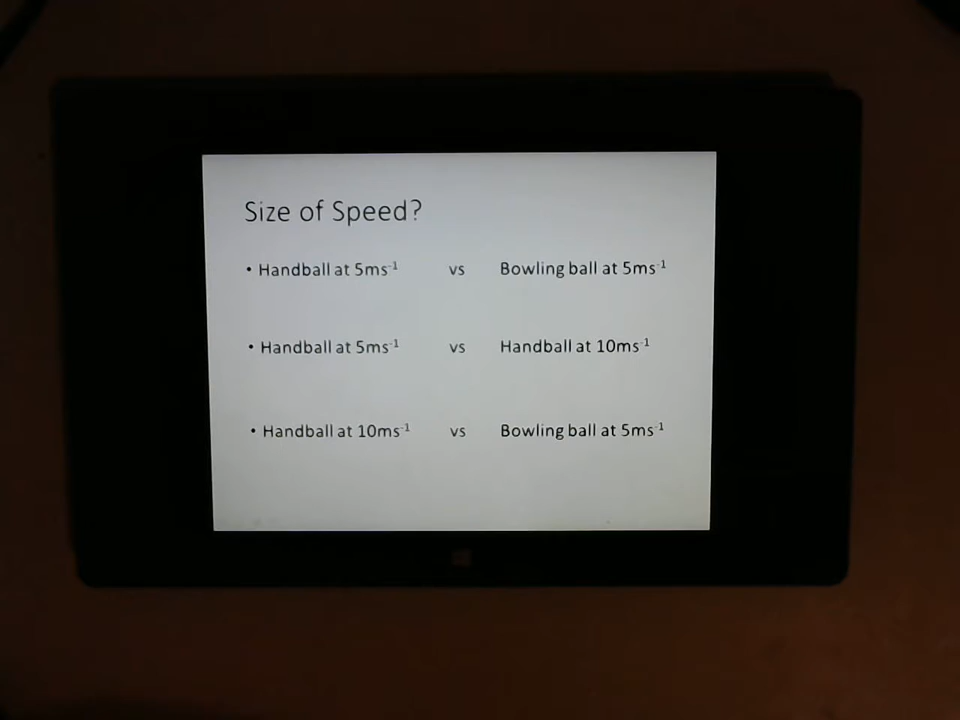 Size of Speed?
• Handball at 5ms⁻¹ vs Bowling ball at 5ms⁻¹
• Handball at 5ms⁻¹ vs Handball at 10ms⁻¹
• Handball at 10ms⁻¹ vs Bowling ball at 5ms⁻¹